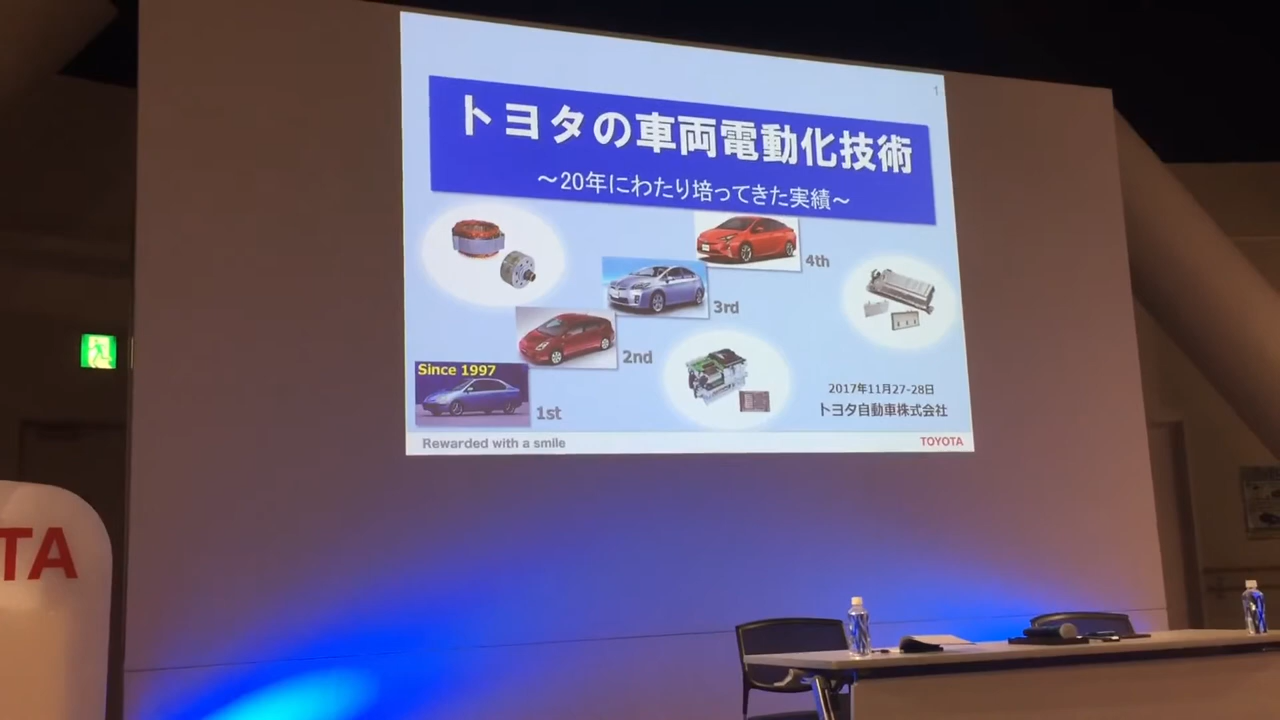 1
トヨタの車両電動化技術
～20年にわたり培ってきた実績～
4th
3rd
2nd
Since 1997
1st
2017年11月27-28日
トヨタ自動車株式会社
Rewarded with a smile
TOYOTA
TA